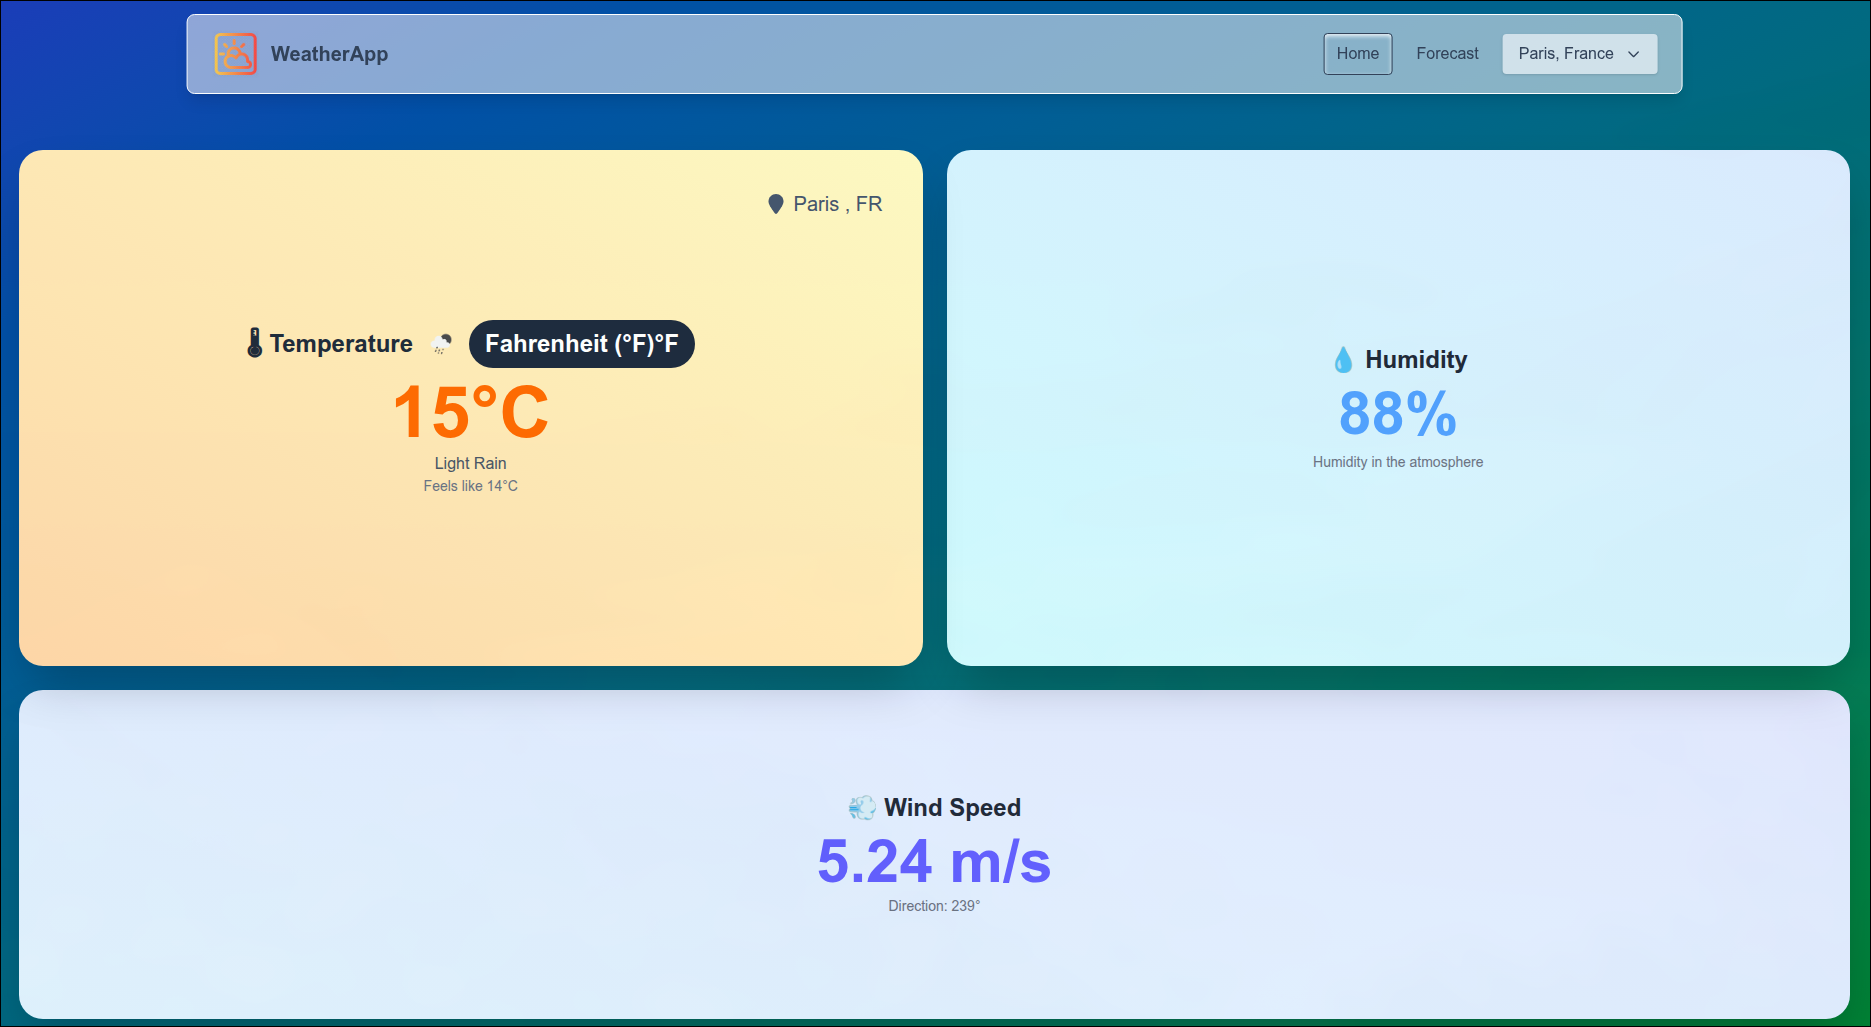 WeatherApp
Home
Forecast
Paris, France
Paris , FR
Temperature
Fahrenheit (°F)°F
15°C
Light Rain
Feels like 14°C
Humidity
88%
Humidity in the atmosphere
Wind Speed
5.24 m/s
Direction: 239°